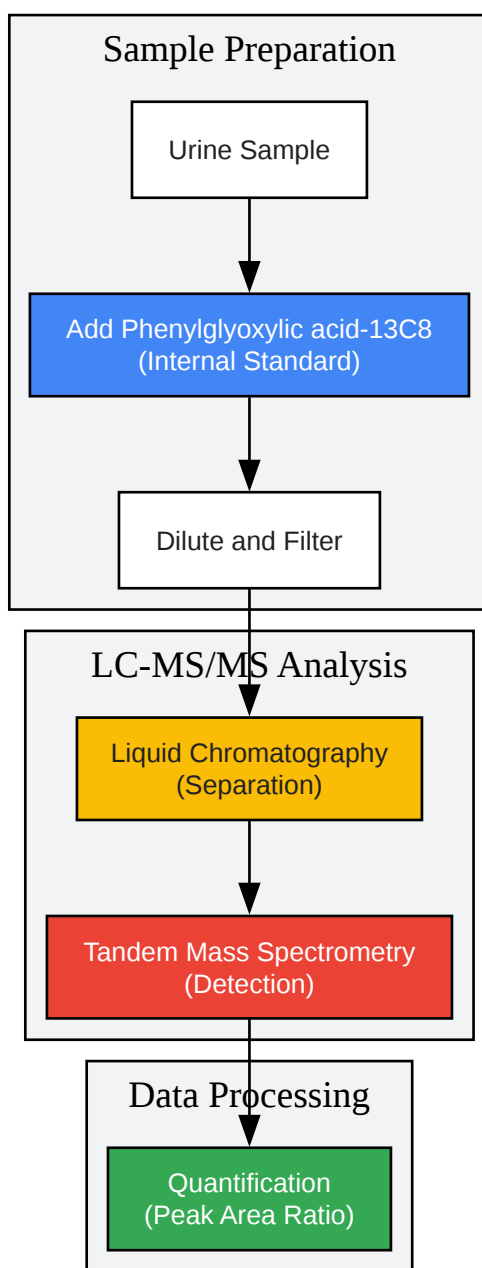 Sample Preparation
Urine Sample
Add Phenylglyoxylic acid-13C8
(Internal Standard)
Dilute and Filter
LC-MS/MS Analysis
Liquid Chromatography
(Separation)
Tandem Mass Spectrometry
(Detection)
Data Processing
Quantification
(Peak Area Ratio)